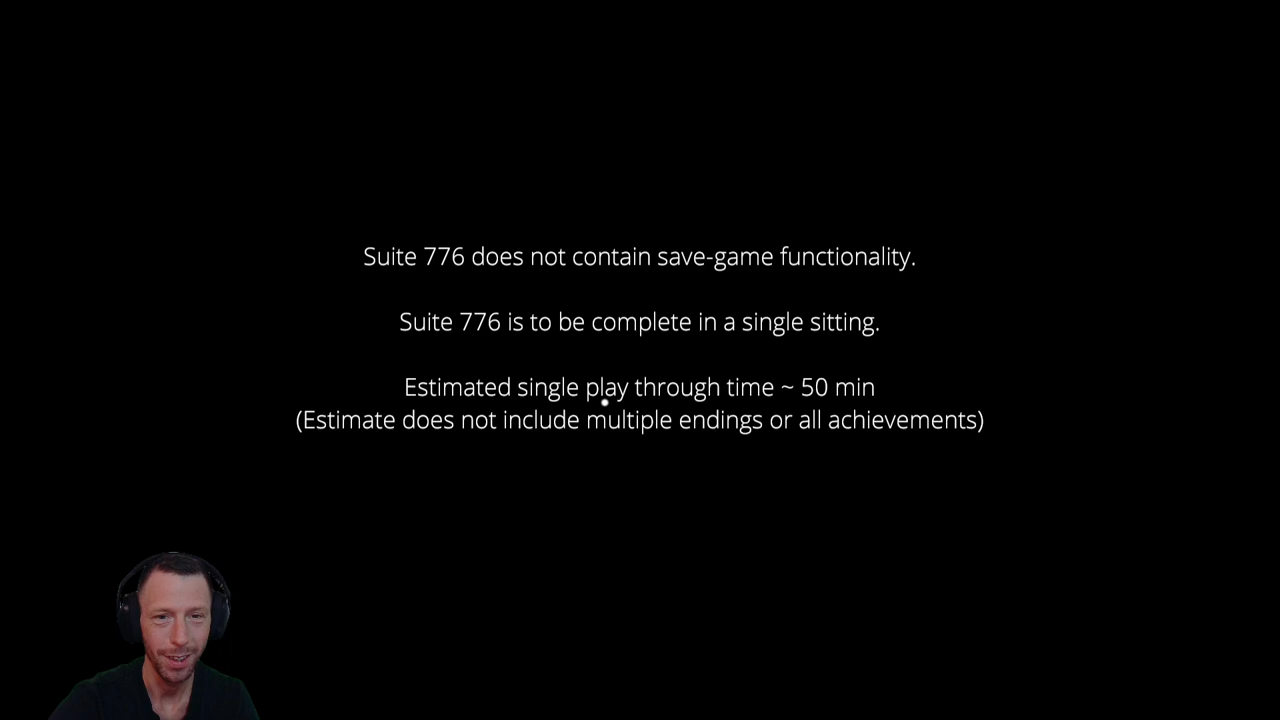 Suite 776 does not contain save-game functionality.
Suite 776 is to be complete in a single sitting.
Estimated single play through time ~ 50 min
(Estimate does not include multiple endings or all achievements)